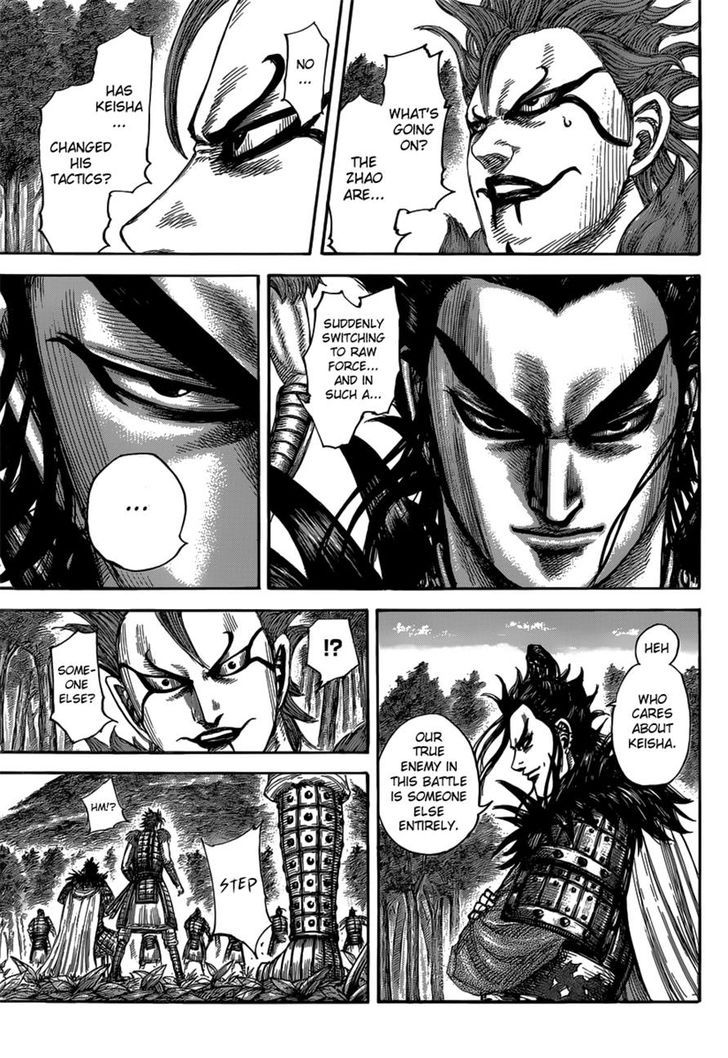 WHAT'S
GOING
ON?
THE
ZHAO
ARE...
NO
...
HAS
KEISHA
...
CHANGED
HIS
TACTICS?
SUDDENLY
SWITCHING
TO RAW
FORCE...
AND IN
SUCH A...
...
HEH
WHO
CARES
ABOUT
KEISHA.
OUR
TRUE
ENEMY IN
THIS BATTLE
IS SOMEONE
ELSE
ENTIRELY.
!?
SOME-
ONE
ELSE?
STEP
HM!?